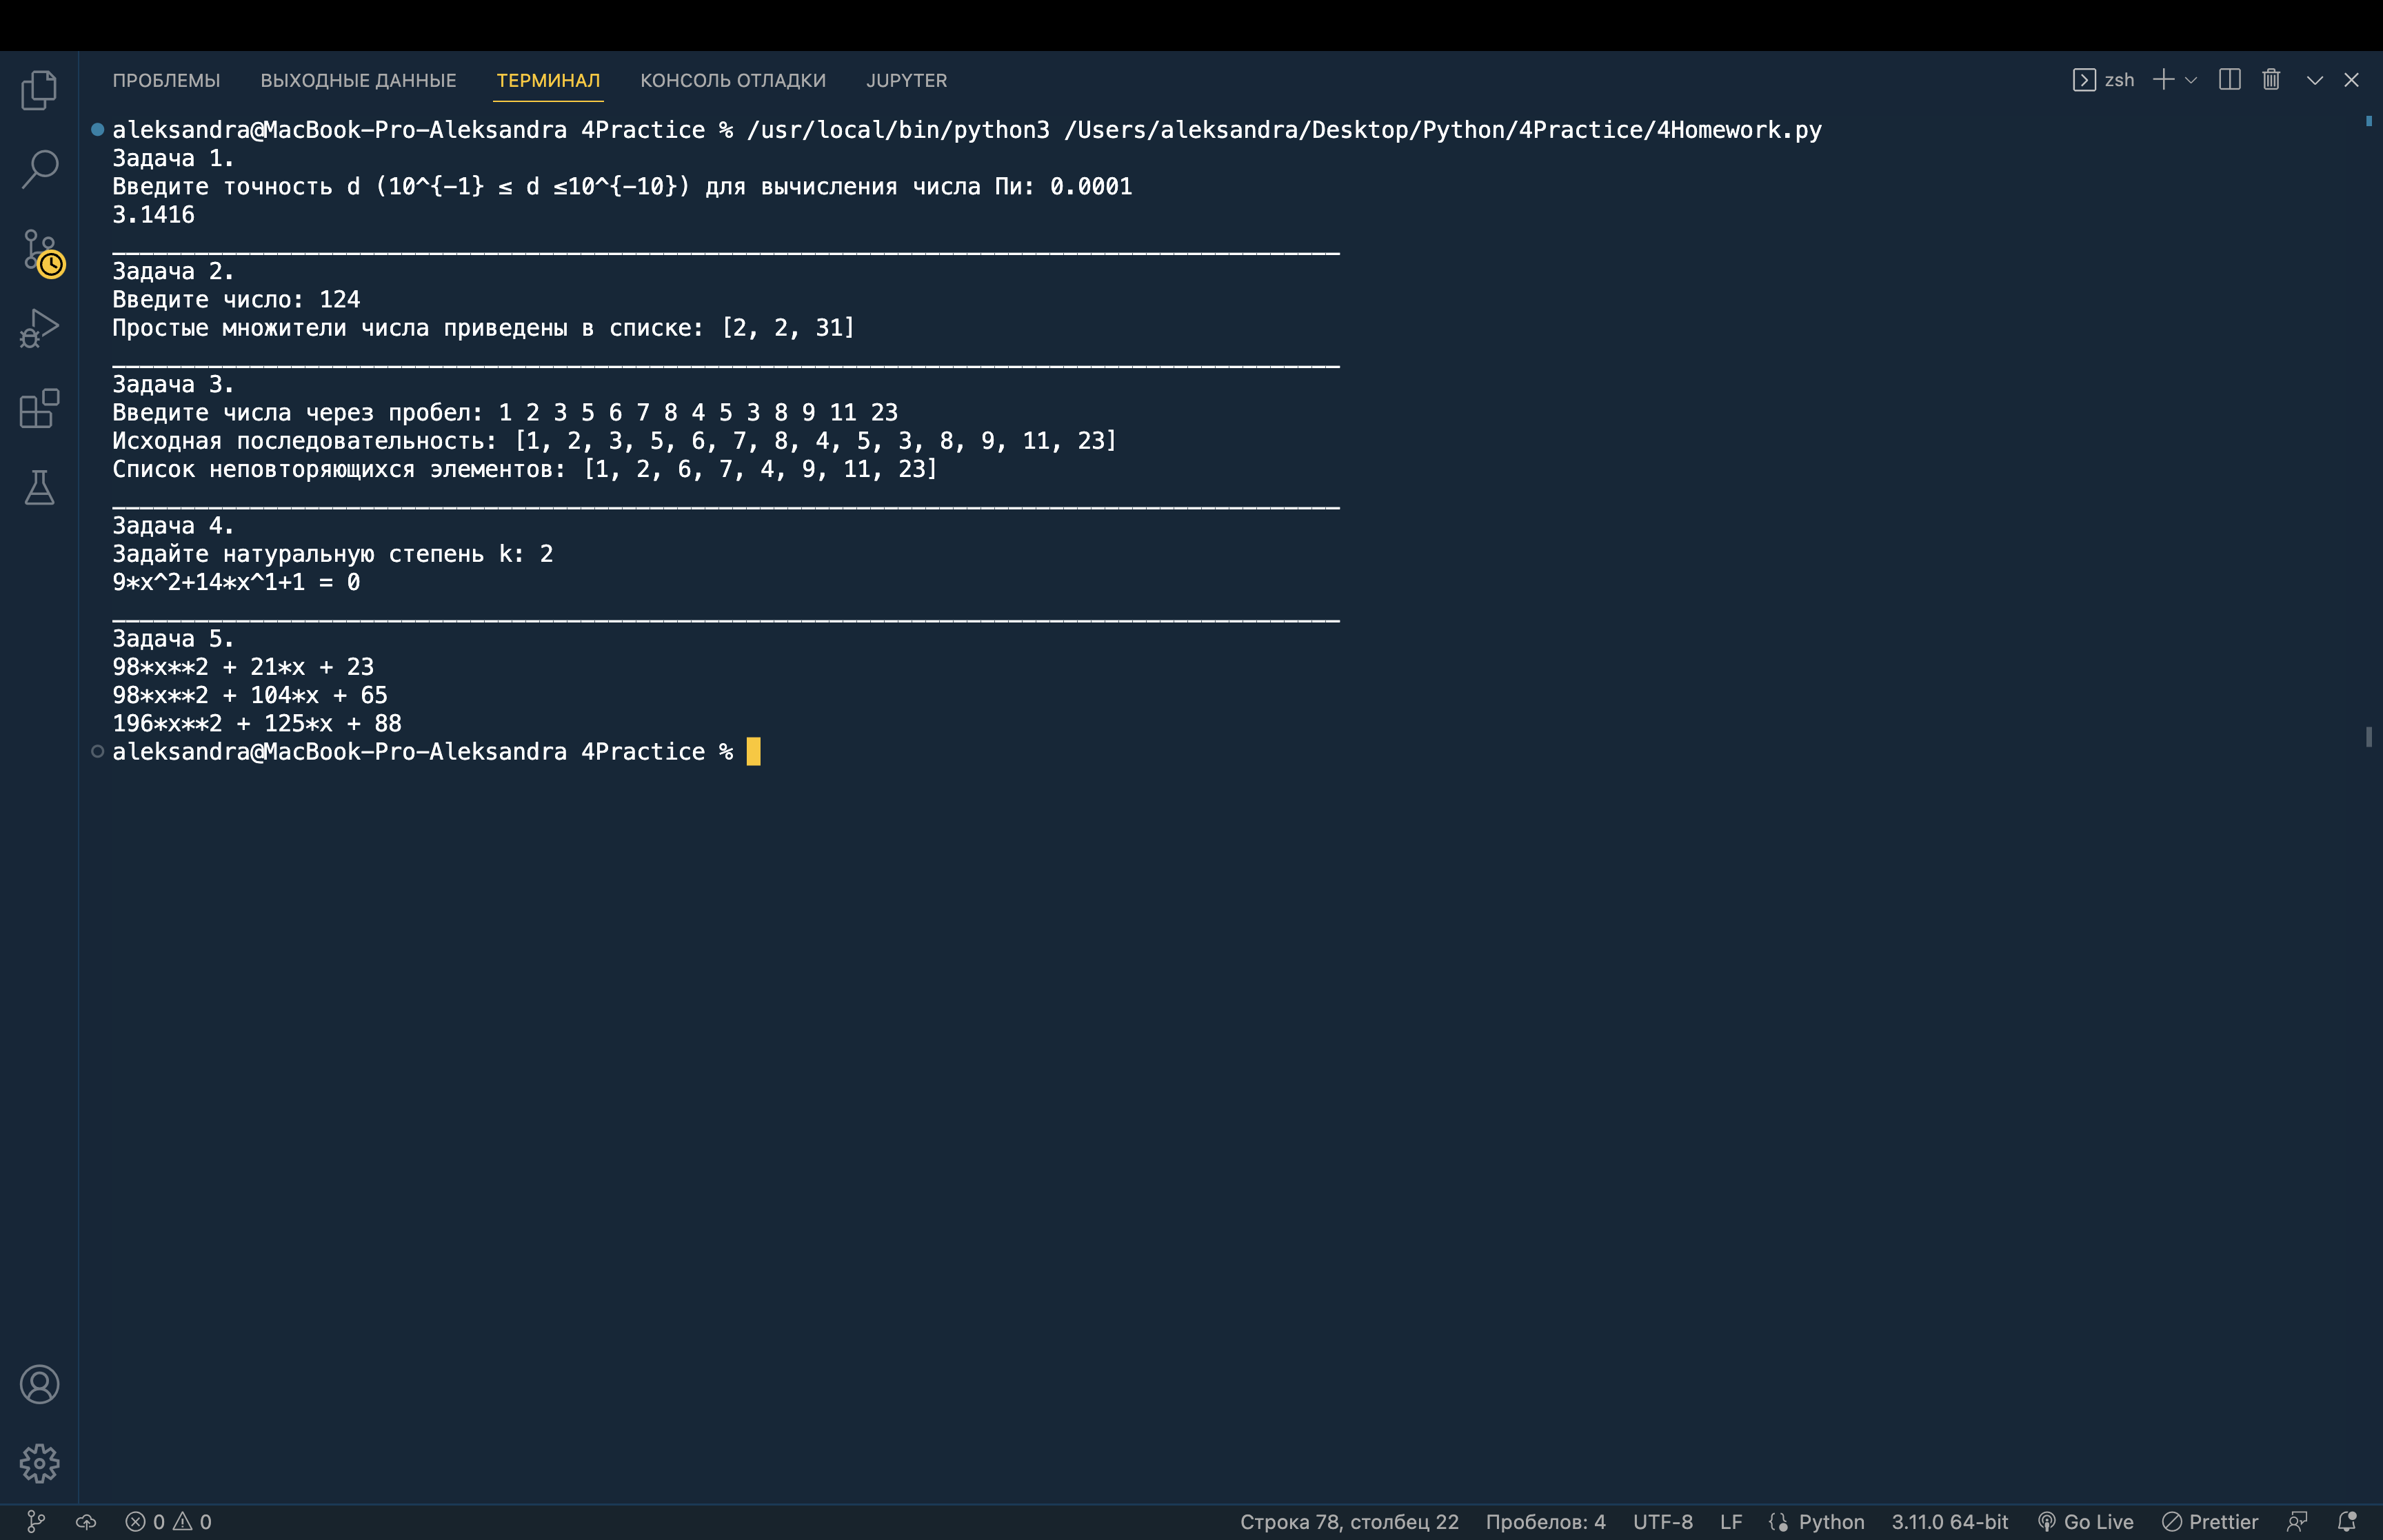 ПРОБЛЕМЫ ВЫХОДНЫЕ ДАННЫЕ ТЕРМИНАЛ КОНСОЛЬ ОТЛАДКИ JUPYTER zsh
aleksandra@MacBook-Pro-Aleksandra 4Practice % /usr/local/bin/python3 /Users/aleksandra/Desktop/Python/4Practice/4Homework.py
Задача 1.
Введите точность d (10^{-1} ≤ d ≤10^{-10}) для вычисления числа Пи: 0.0001
3.1416
_________________________________________________________________________________________
Задача 2.
Введите число: 124
Простые множители числа приведены в списке: [2, 2, 31]
_________________________________________________________________________________________
Задача 3.
Введите числа через пробел: 1 2 3 5 6 7 8 4 5 3 8 9 11 23
Исходная последовательность: [1, 2, 3, 5, 6, 7, 8, 4, 5, 3, 8, 9, 11, 23]
Список неповторяющихся элементов: [1, 2, 6, 7, 4, 9, 11, 23]
_________________________________________________________________________________________
Задача 4.
Задайте натуральную степень k: 2
9*x^2+14*x^1+1 = 0
_________________________________________________________________________________________
Задача 5.
98*x**2 + 21*x + 23
98*x**2 + 104*x + 65
196*x**2 + 125*x + 88
aleksandra@MacBook-Pro-Aleksandra 4Practice %
0 0 Строка 78, столбец 22 Пробелов: 4 UTF-8 LF Python 3.11.0 64-bit Go Live Prettier